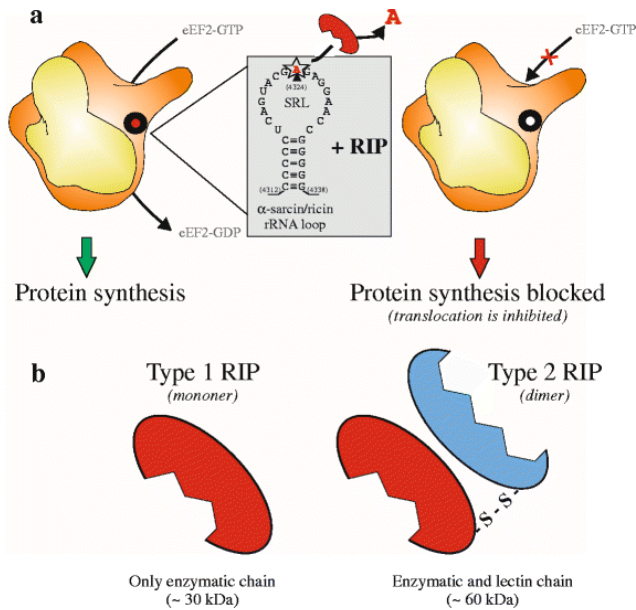 a
eEF2-GTP
A
eEF2-GTP
C G A G A
A G
U G
G A
A A
C C
U C
C = G
C = G
C = G
C = G
C = G
(4324)
SRL
+ RIP
(4312) (4338)
α-sarcin/ricin
rRNA loop
eEF2-GDP
Protein synthesis
Protein synthesis blocked
(translocation is inhibited)
b
Type 1 RIP
(mononer)
Type 2 RIP
(dimer)
-S-S-
Only enzymatic chain
(~ 30 kDa)
Enzymatic and lectin chain
(~ 60 kDa)